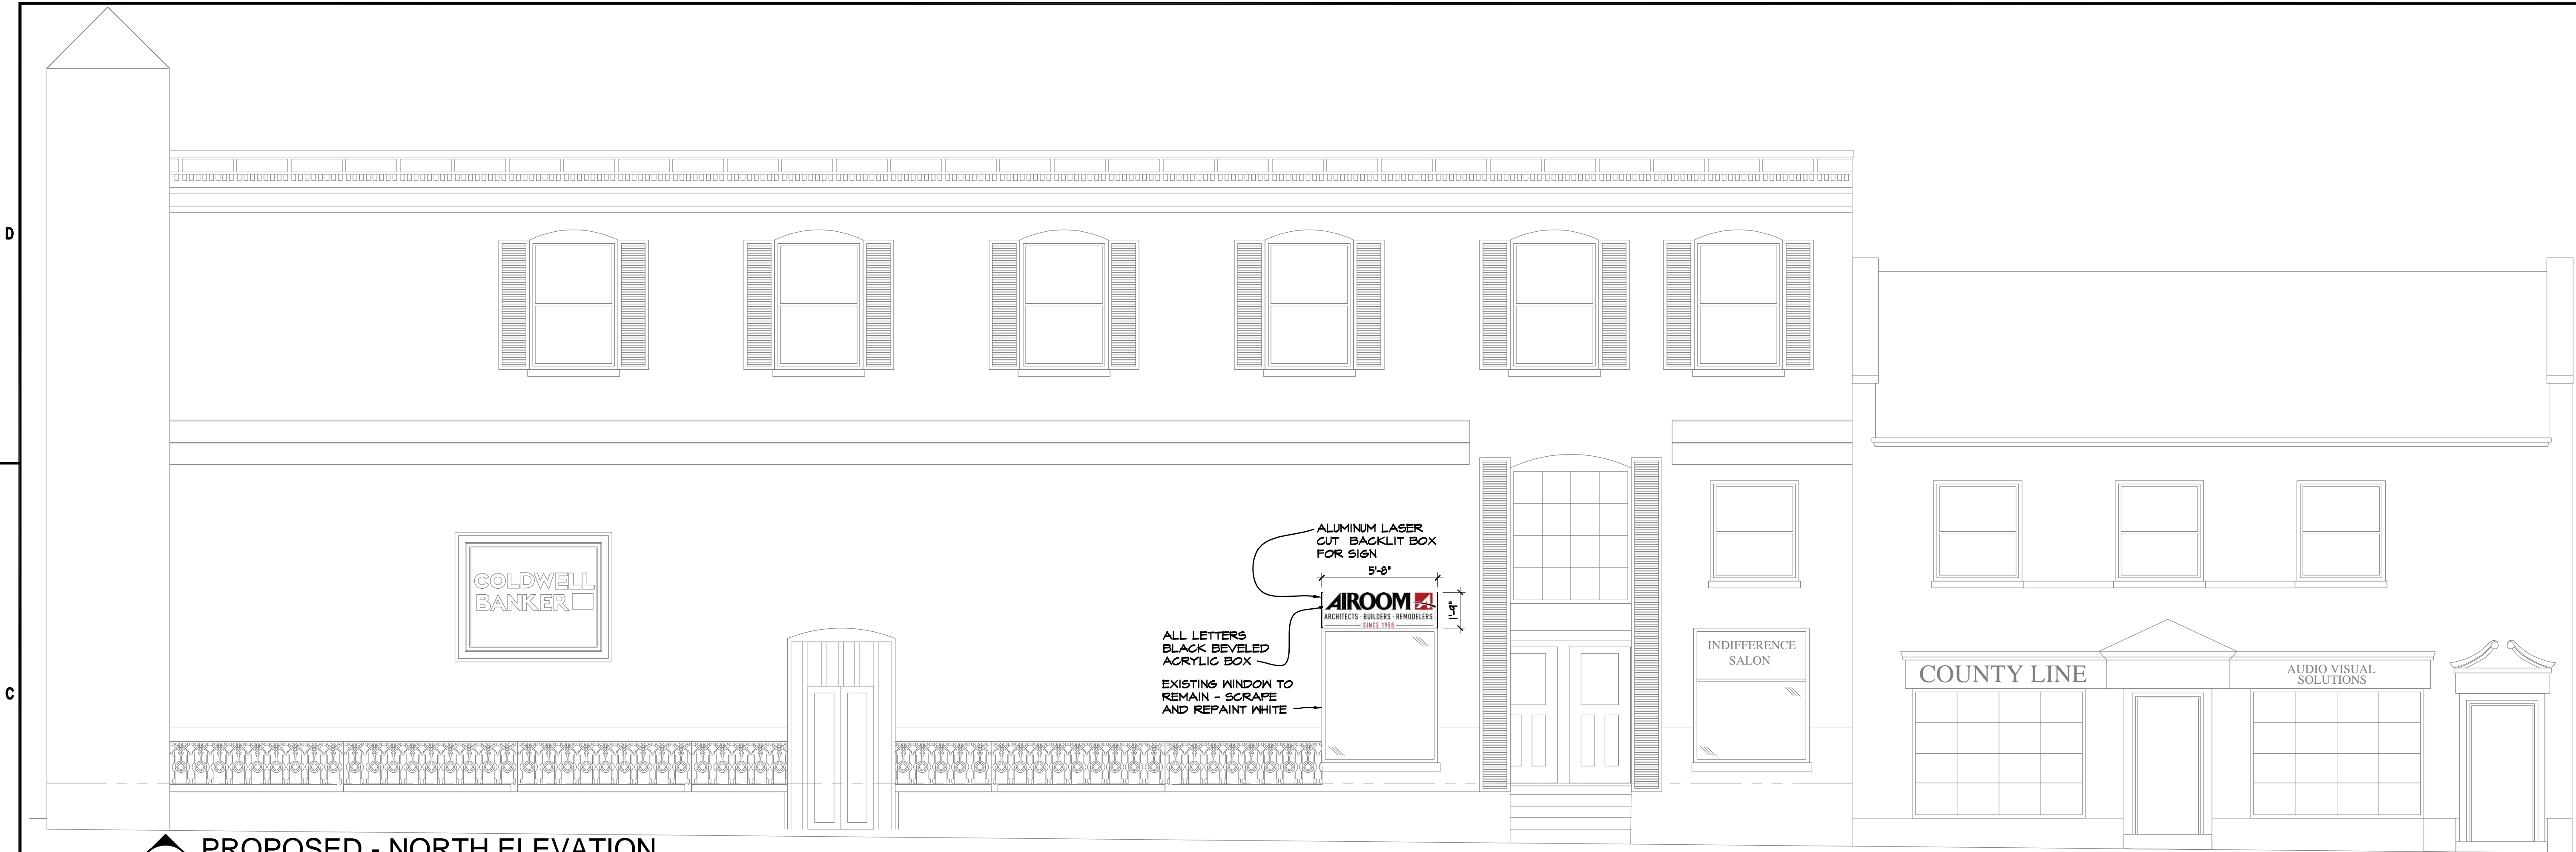 D
ALUMINUM LASER
CUT BACKLIT BOX
FOR SIGN
5'-8"
1'-9"
AIROOM A
ARCHITECTS · BUILDERS · REMODELERS
SINCE 1958
COLDWELL
BANKER
ALL LETTERS
BLACK BEVELED
ACRYLIC BOX
EXISTING WINDOW TO
REMAIN - SCRAPE
AND REPAINT WHITE
INDIFFERENCE
SALON
COUNTY LINE
AUDIO VISUAL
SOLUTIONS
C
PROPOSED - NORTH ELEVATION